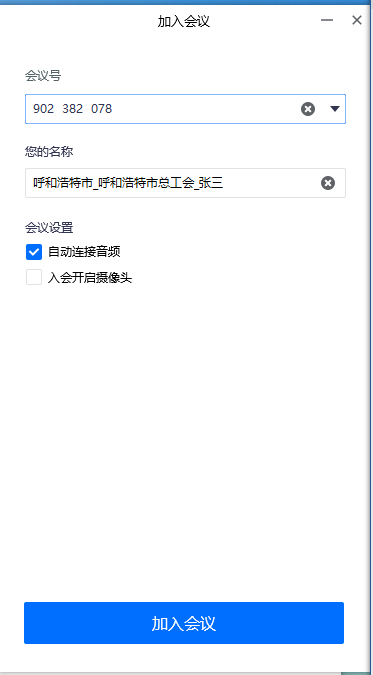 加入会议
会议号
902 382 078
您的名称
呼和浩特市_呼和浩特市总工会_张三
会议设置
自动连接音频
入会开启摄像头
加入会议